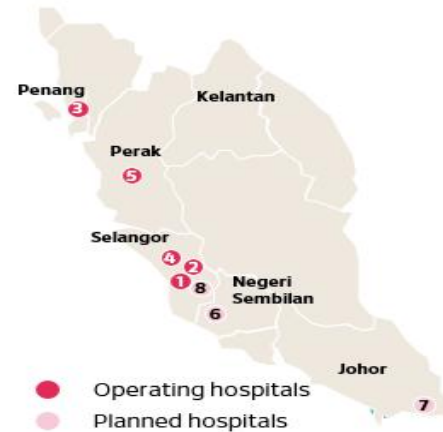 Penang
3
Kelantan
Perak
5
Selangor
4
2
1
8
Negeri
Sembilan
6
Johor
7
Operating hospitals
Planned hospitals